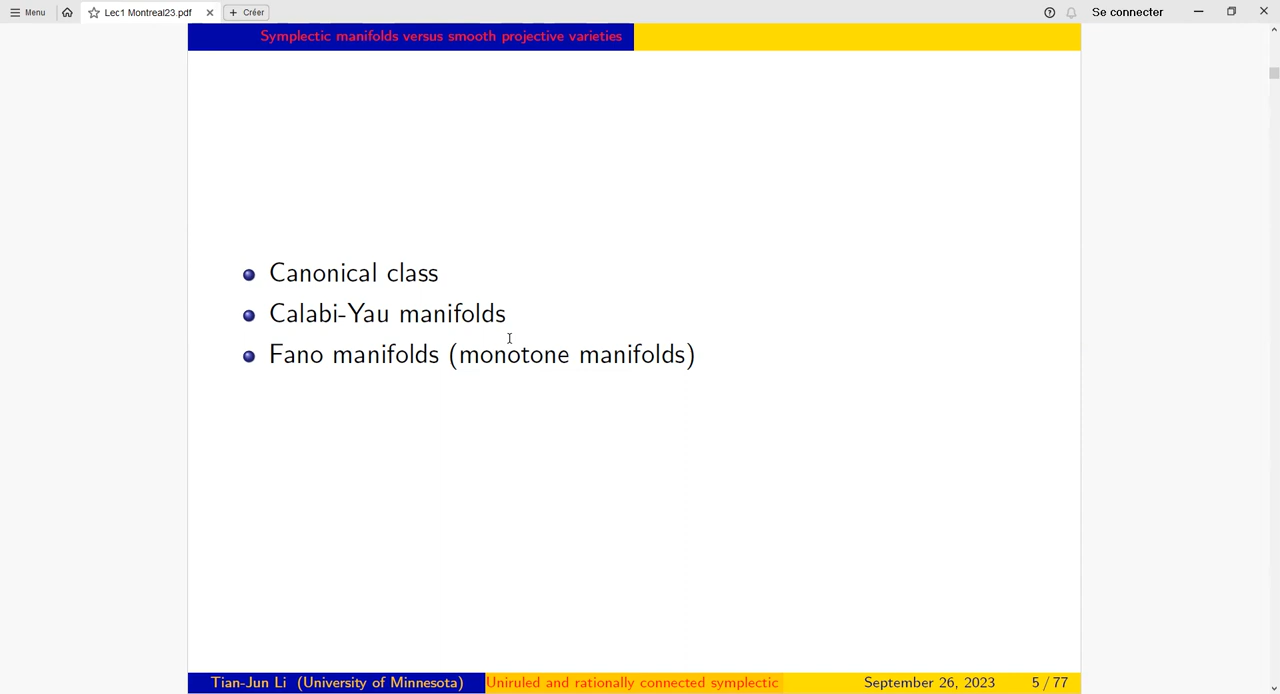 Menu
Lec1 Montreal23.pdf
Créer
Se connecter
Symplectic manifolds versus smooth projective varieties
Canonical class
Calabi-Yau manifolds
Fano manifolds (monotone manifolds)
Tian-Jun Li (University of Minnesota) Uniruled and rationally connected symplectic September 26, 2023 5 / 77